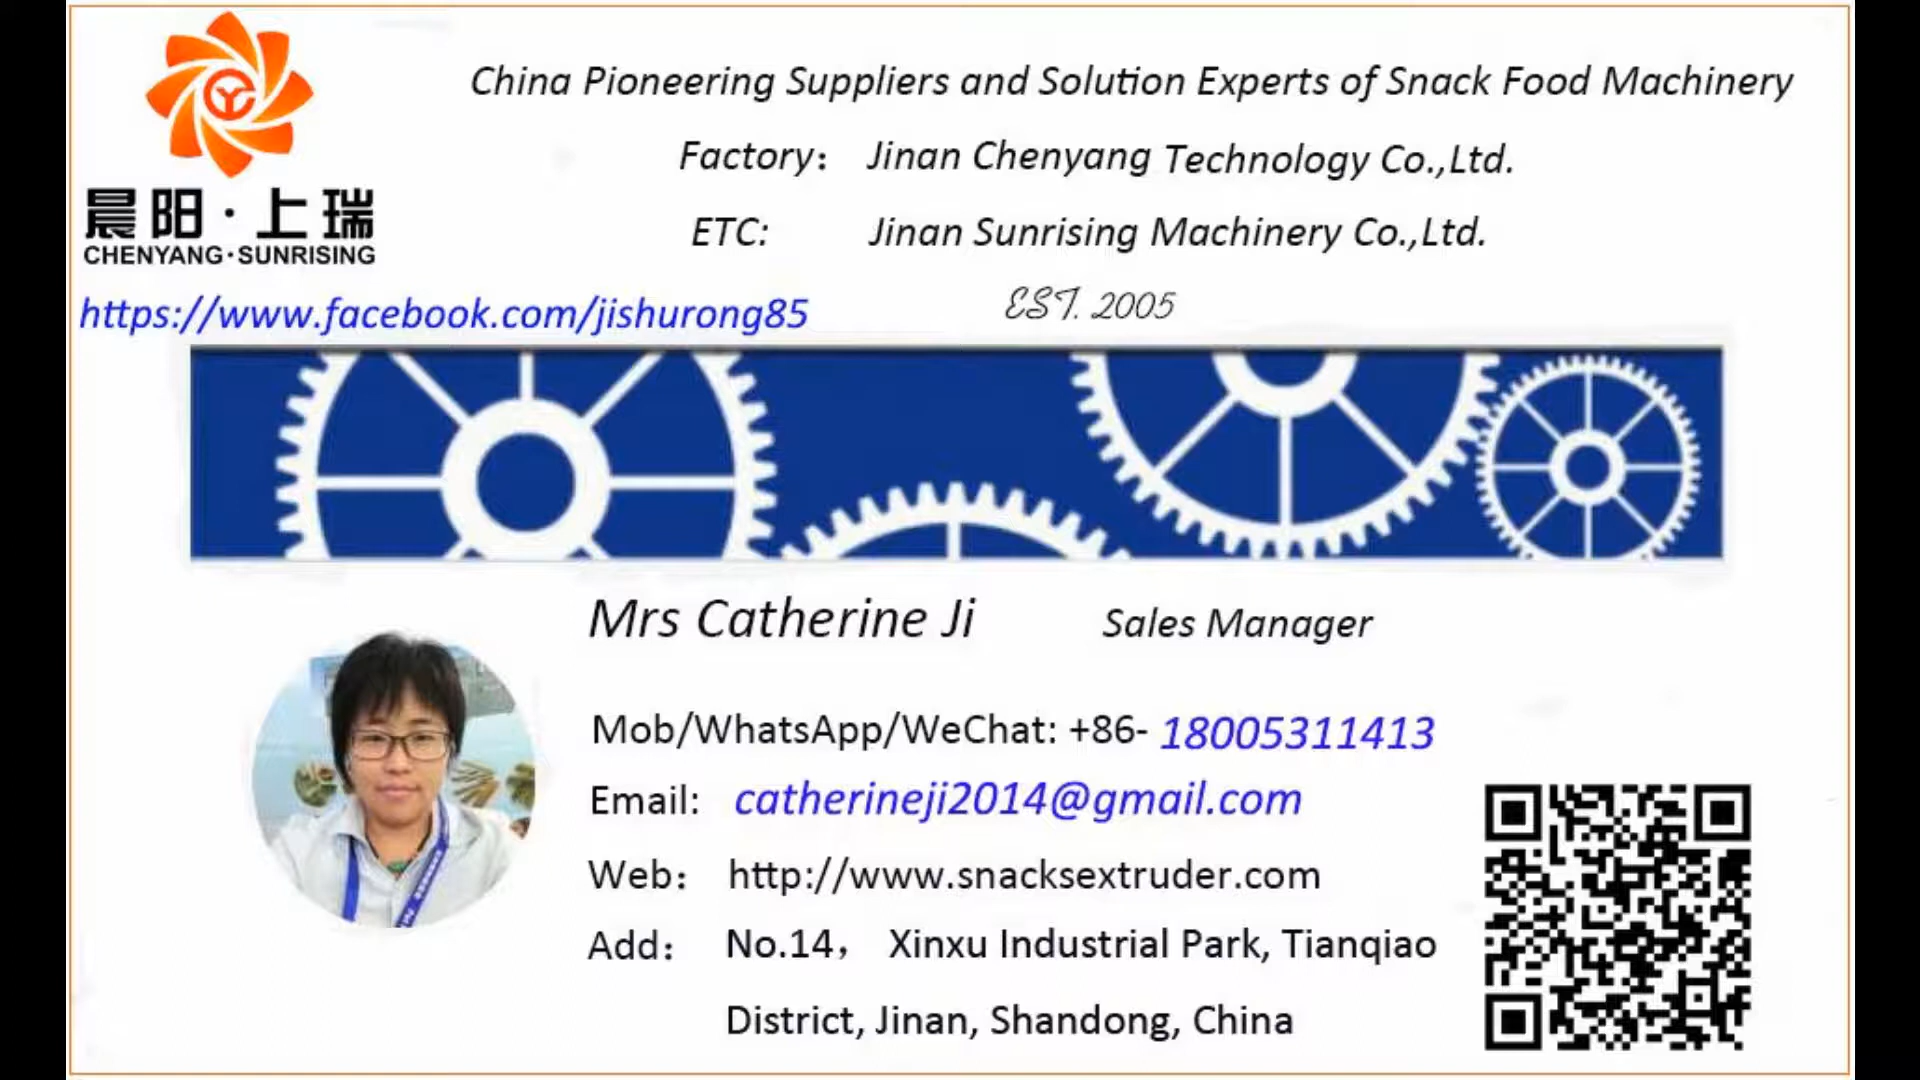 China Pioneering Suppliers and Solution Experts of Snack Food Machinery
Factory： Jinan Chenyang Technology Co.,Ltd.
晨阳·上瑞
CHENYANG·SUNRISING
ETC: Jinan Sunrising Machinery Co.,Ltd.
https://www.facebook.com/jishurong85
EST. 2005
Mrs Catherine Ji Sales Manager
Mob/WhatsApp/WeChat: +86- 18005311413
Email: catherineji2014@gmail.com
Web： http://www.snacksextruder.com
Add： No.14， Xinxu Industrial Park, Tianqiao
District, Jinan, Shandong, China